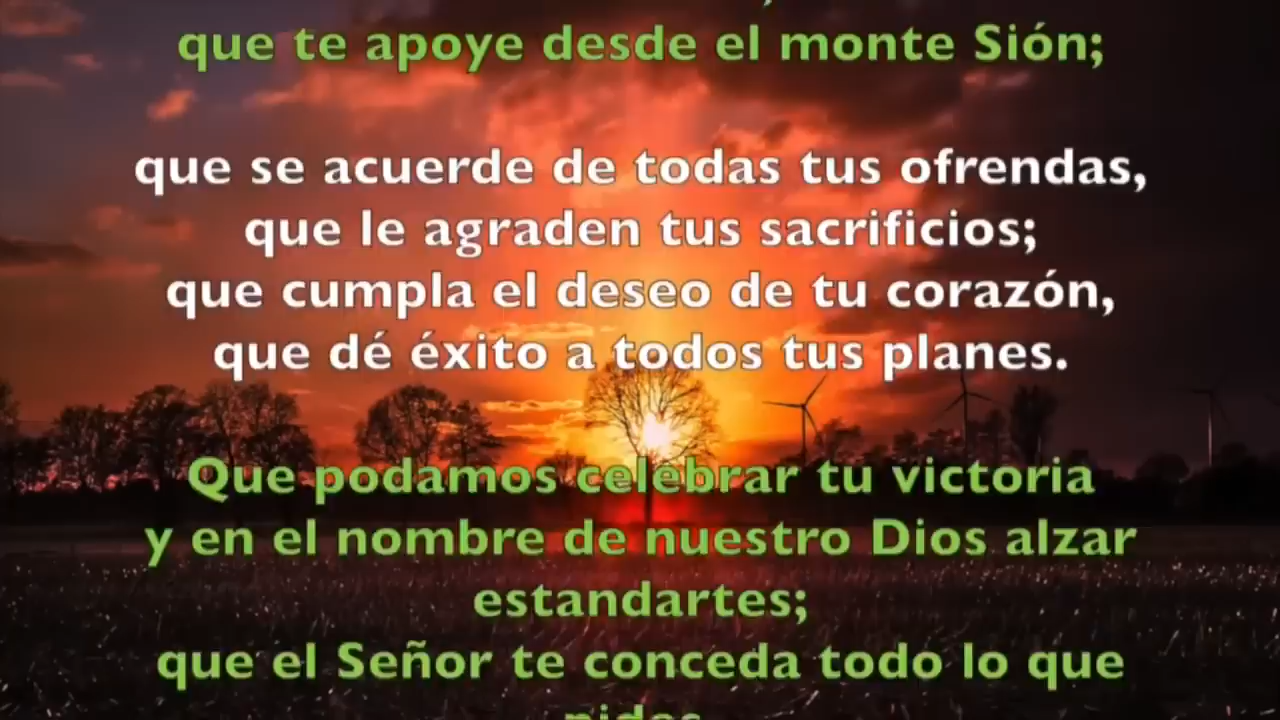 que te apoye desde el monte Sión;
que se acuerde de todas tus ofrendas,
que le agraden tus sacrificios;
que cumpla el deseo de tu corazón,
que dé éxito a todos tus planes.
Que podamos celebrar tu victoria
y en el nombre de nuestro Dios alzar
estandartes;
que el Señor te conceda todo lo que